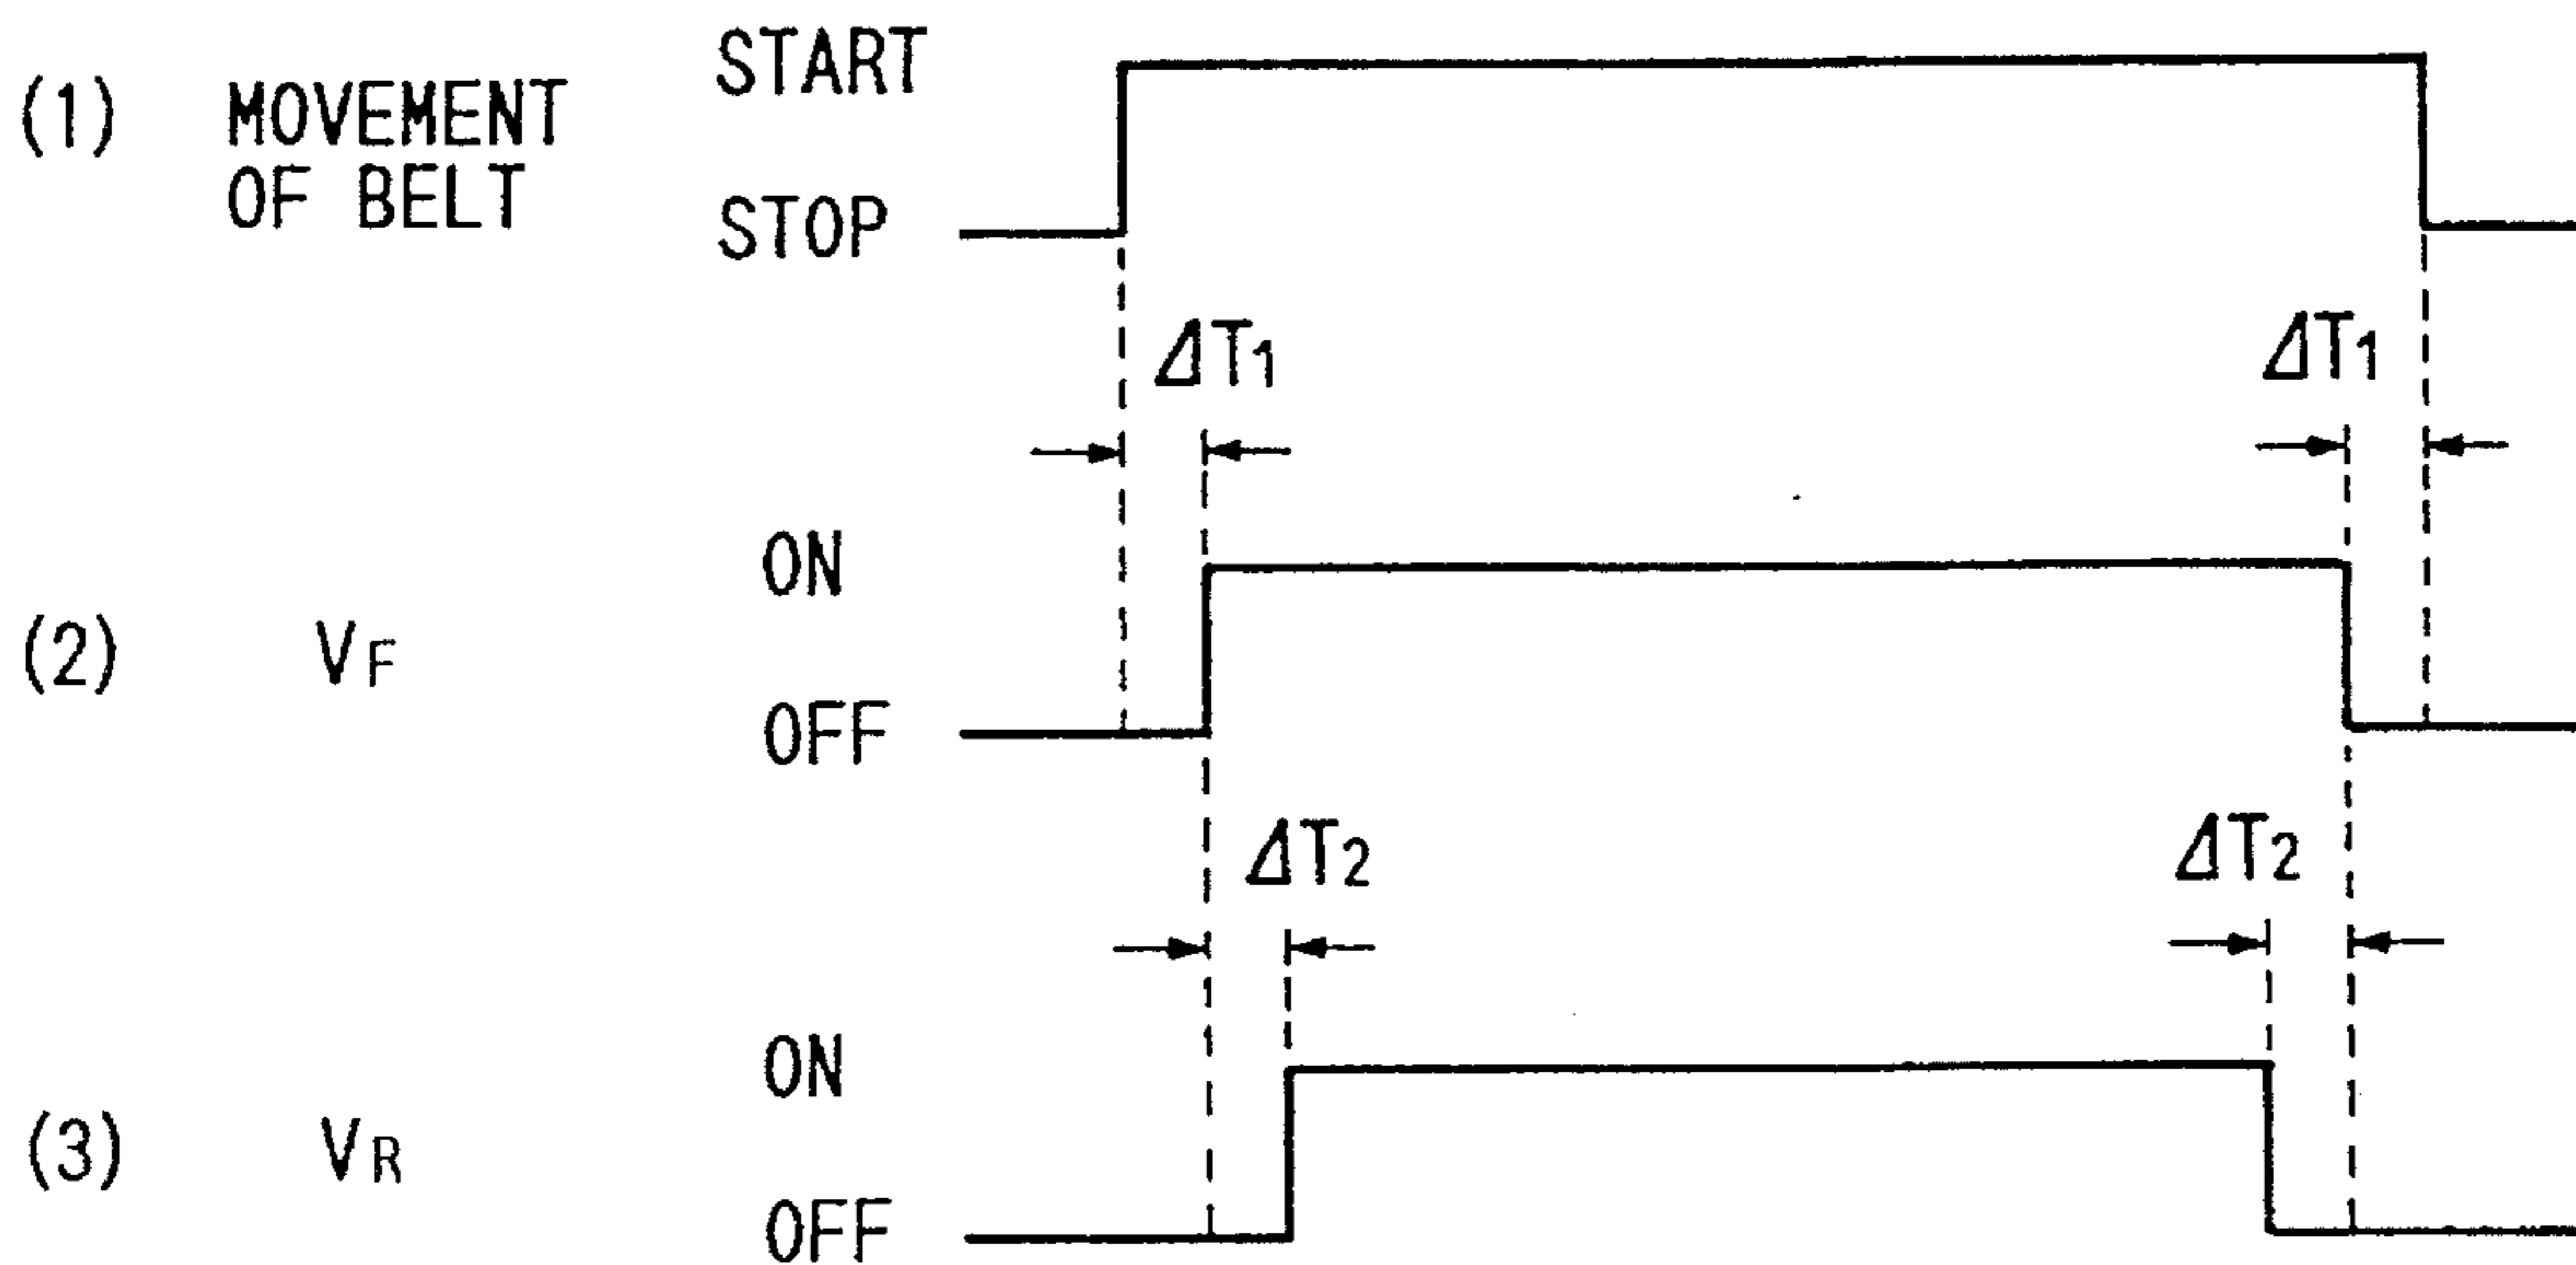 START
(1) MOVEMENT
OF BELT
STOP
ΔT1 ΔT1
ON
(2) VF
OFF
ΔT2 ΔT2
ON
(3) VR
OFF